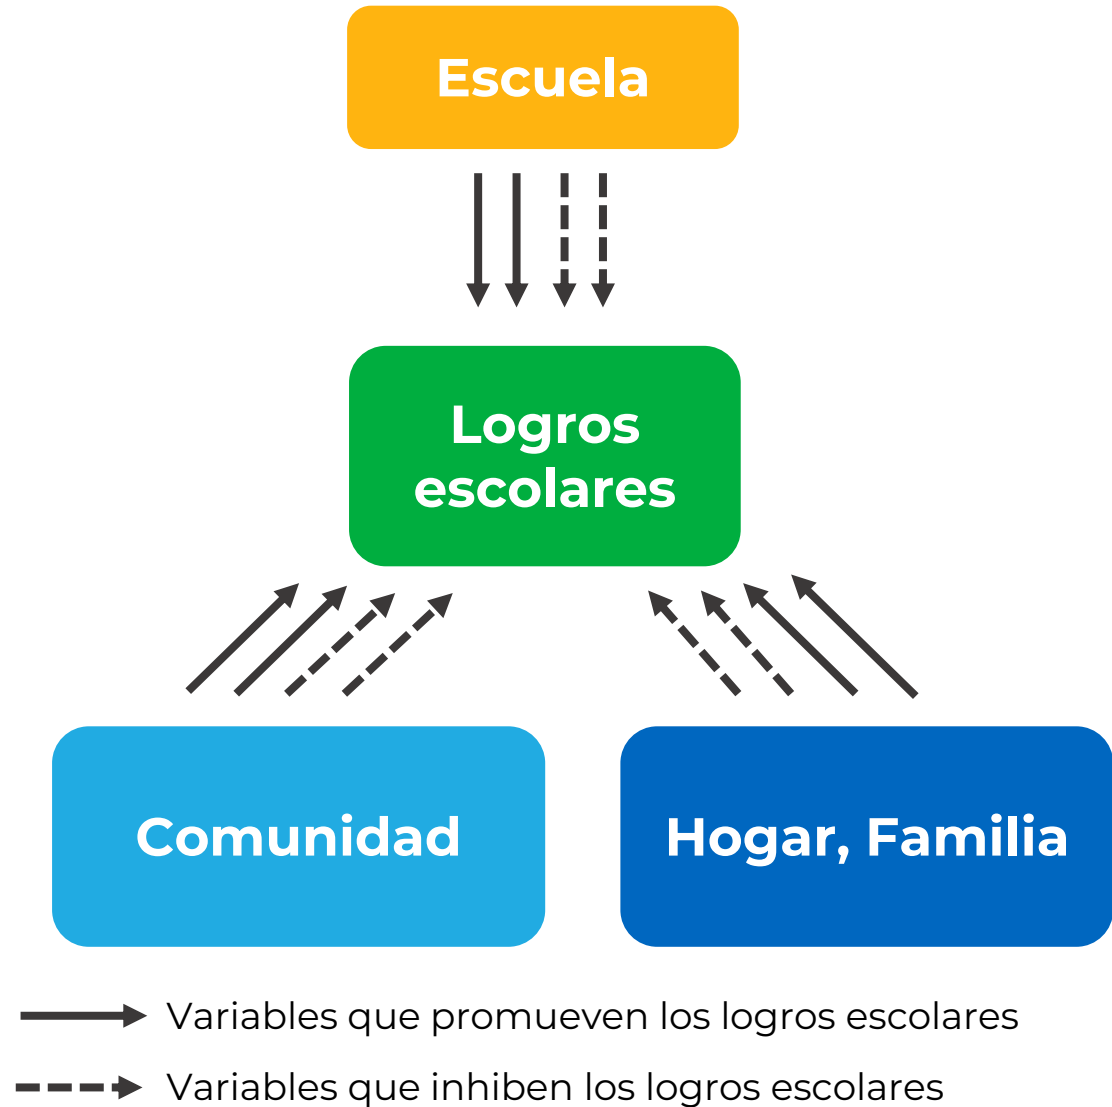 Escuela
Logros
escolares
Comunidad
Hogar, Familia
Variables que promueven los logros escolares
Variables que inhiben los logros escolares